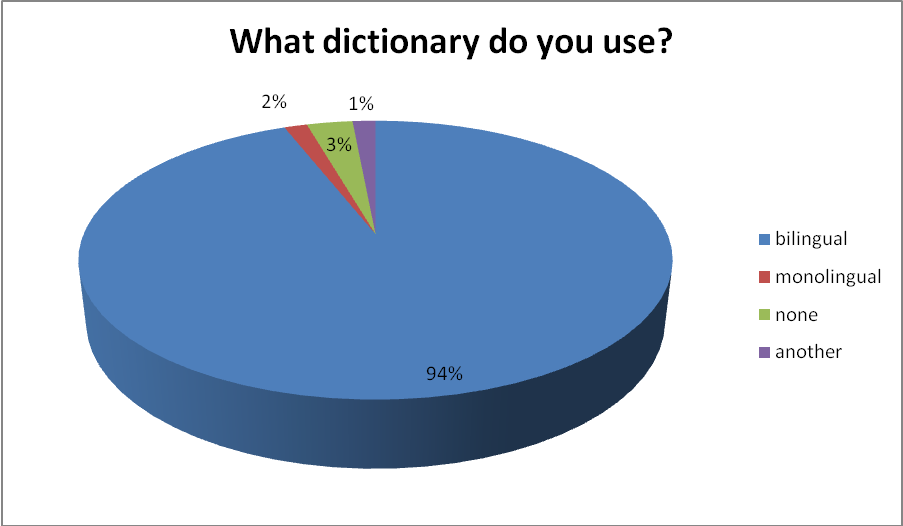 What dictionary do you use?
2%
1%
3%
94%
bilingual
monolingual
none
another